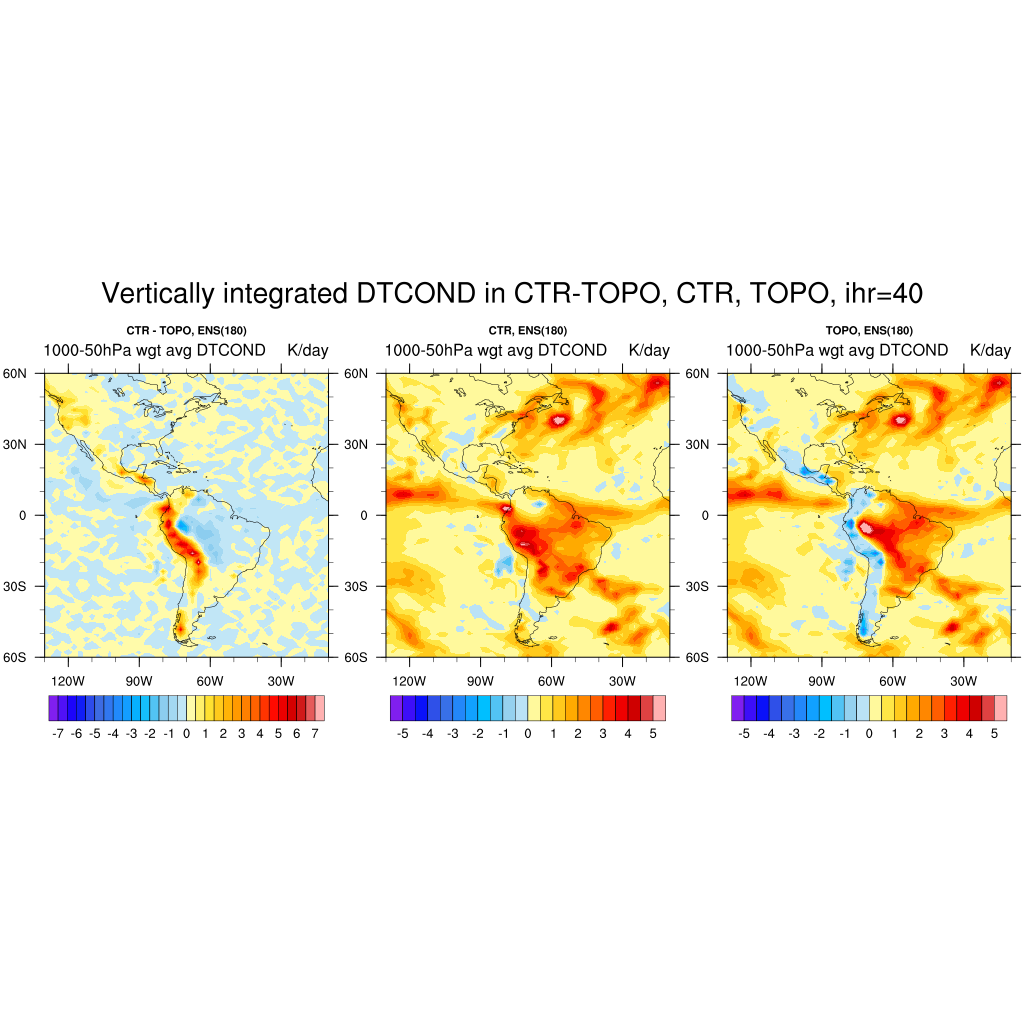 Vertically integrated DTCOND in CTR-TOPO, CTR, TOPO, ihr=40
CTR - TOPO, ENS(180)
1000-50hPa wgt avg DTCOND K/day
60N
30N
0
30S
60S
120W 90W 60W 30W
-7 -6 -5 -4 -3 -2 -1 0 1 2 3 4 5 6 7
CTR, ENS(180)
1000-50hPa wgt avg DTCOND K/day
60N
30N
0
30S
60S
120W 90W 60W 30W
-5 -4 -3 -2 -1 0 1 2 3 4 5
TOPO, ENS(180)
1000-50hPa wgt avg DTCOND K/day
60N
30N
0
30S
60S
120W 90W 60W 30W
-5 -4 -3 -2 -1 0 1 2 3 4 5